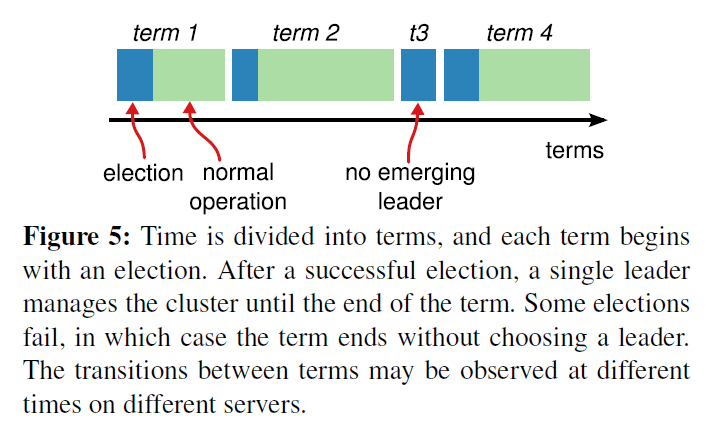 term 1 term 2 t3 term 4
terms
election normal operation no emerging leader
Figure 5: Time is divided into terms, and each term begins
with an election. After a successful election, a single leader
manages the cluster until the end of the term. Some elections
fail, in which case the term ends without choosing a leader.
The transitions between terms may be observed at different
times on different servers.